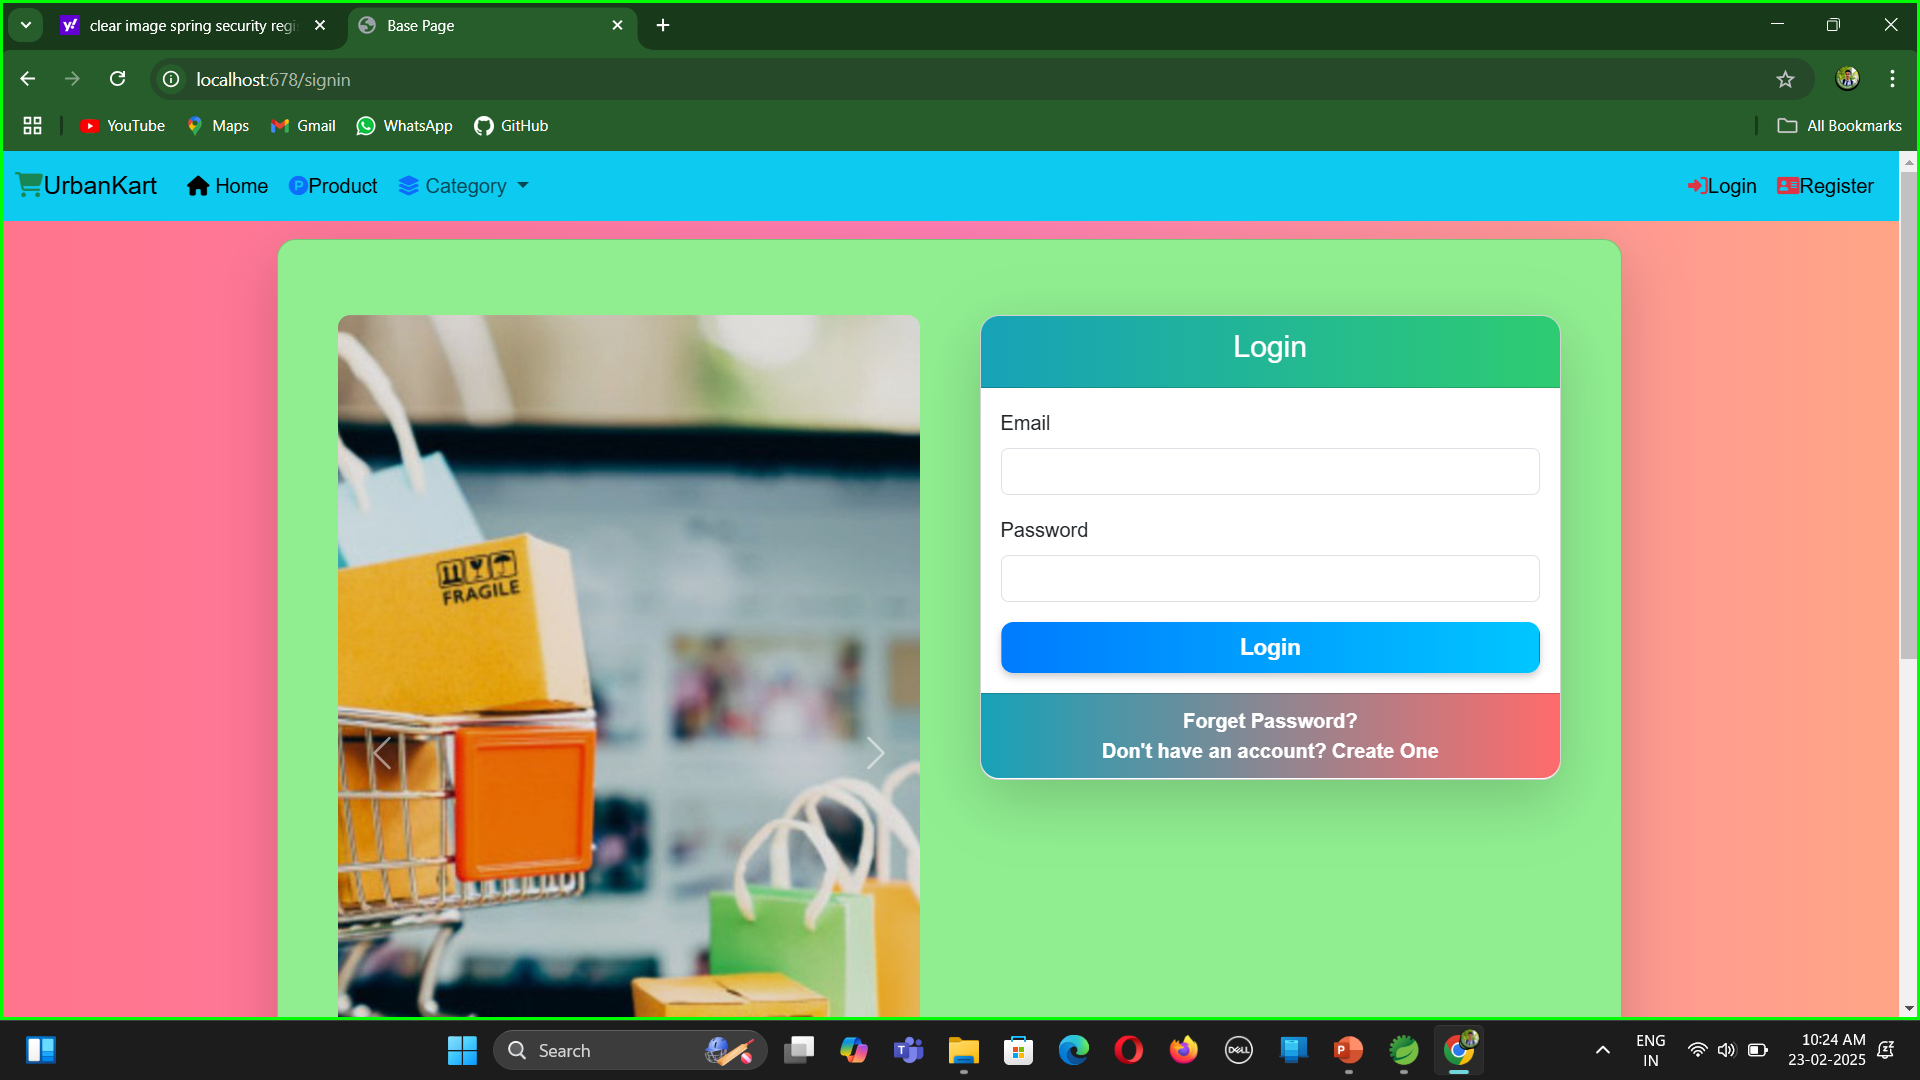 clear image spring security regi
Base Page
localhost:678/signin
YouTube
Maps
Gmail
WhatsApp
GitHub
All Bookmarks
UrbanKart
Home
Product
Category
Login
Register
Login
Email
FRAGILE
Password
Login
Forget Password?
Don't have an account? Create One
Search
DELL
ENG
IN
10:24 AM
23-02-2025